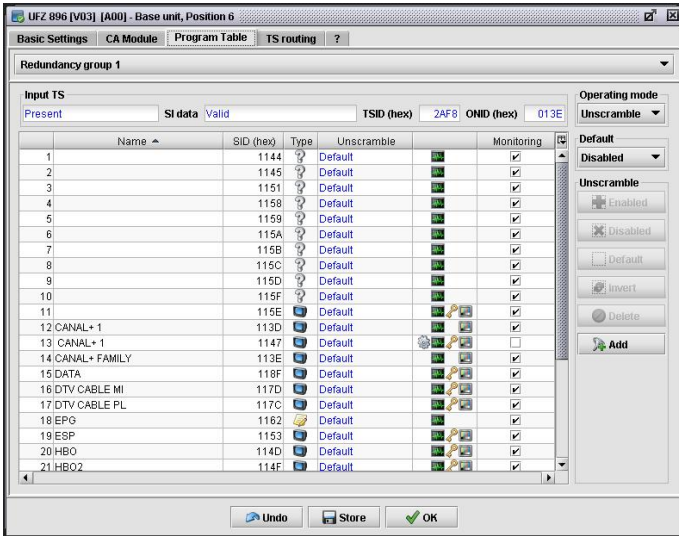 UFZ 896 [V03] [A00] - Base unit, Position 6
Basic Settings CA Module Program Table TS routing ?
Redundancy group 1
Input TS Operating mode
Present SI data Valid TSID (hex) 2AF8 ONID (hex) 013E Unscramble
Name SID (hex) Type Unscramble Monitoring Default
1 1144 Default Disabled
2 1145 Default
3 1151 Default Unscramble
4 1158 Default Enabled
5 1159 Default
6 115A Default Disabled
7 115B Default
8 115C Default Default
9 115D Default
10 115F Default Invert
11 115E Default
12 CANAL+ 1 113D Default Delete
13 CANAL+ 1 1147 Default
14 CANAL+ FAMILY 113E Default Add
15 DATA 118F Default
16 DTV CABLE MI 117D Default
17 DTV CABLE PL 117C Default
18 EPG 1162 Default
19 ESP 1153 Default
20 HBO 114D Default
21 HBO2 114F Default
Undo Store OK